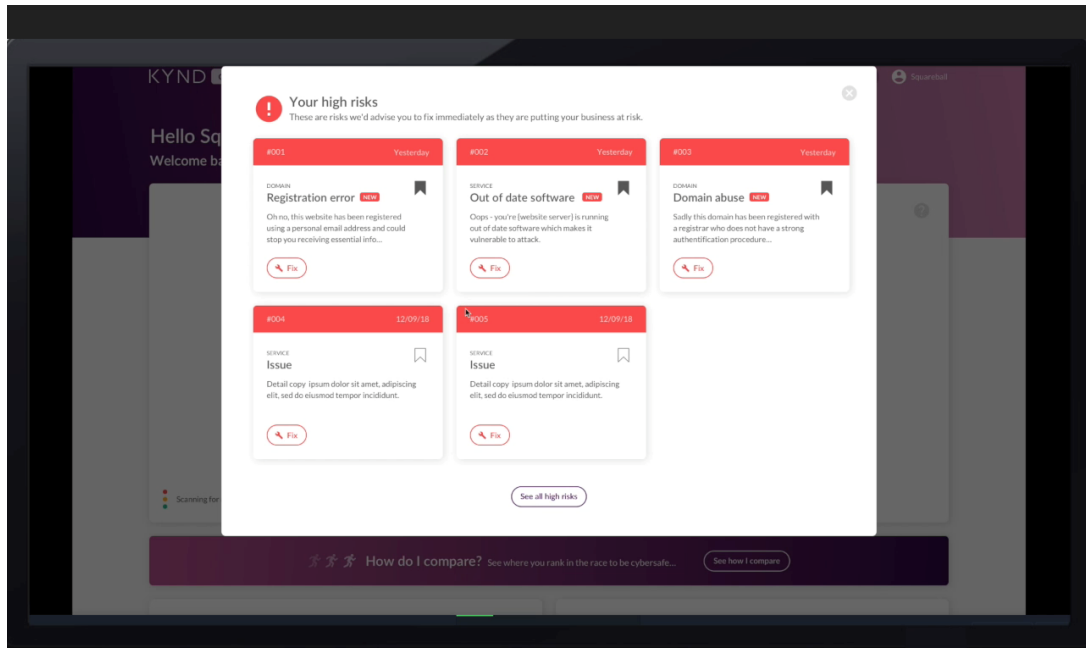 KYND
Squareball
Hello Sq
Welcome ba
Your high risks
These are risks we'd advise you to fix immediately as they are putting your business at risk.
#001 Yesterday
DOMAIN
Registration error NEW
Oh no, this website has been registered
using a personal email address and could
stop you receiving essential info...
Fix
#002 Yesterday
SERVICE
Out of date software NEW
Oops - you're [website server] is running
out of date software which makes it
vulnerable to attack.
Fix
#003 Yesterday
DOMAIN
Domain abuse NEW
Sadly this domain has been registered with
a registrar who does not have a strong
authentification procedure...
Fix
#004 12/09/18
SERVICE
Issue
Detail copy ipsum dolor sit amet, adipiscing
elit, sed do eiusmod tempor incididunt.
Fix
#005 12/09/18
SERVICE
Issue
Detail copy ipsum dolor sit amet, adipiscing
elit, sed do eiusmod tempor incididunt.
Fix
See all high risks
Scanning for
How do I compare? See where you rank in the race to be cybersafe...
See how I compare